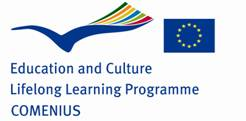 Education and Culture
Lifelong Learning Programme
COMENIUS